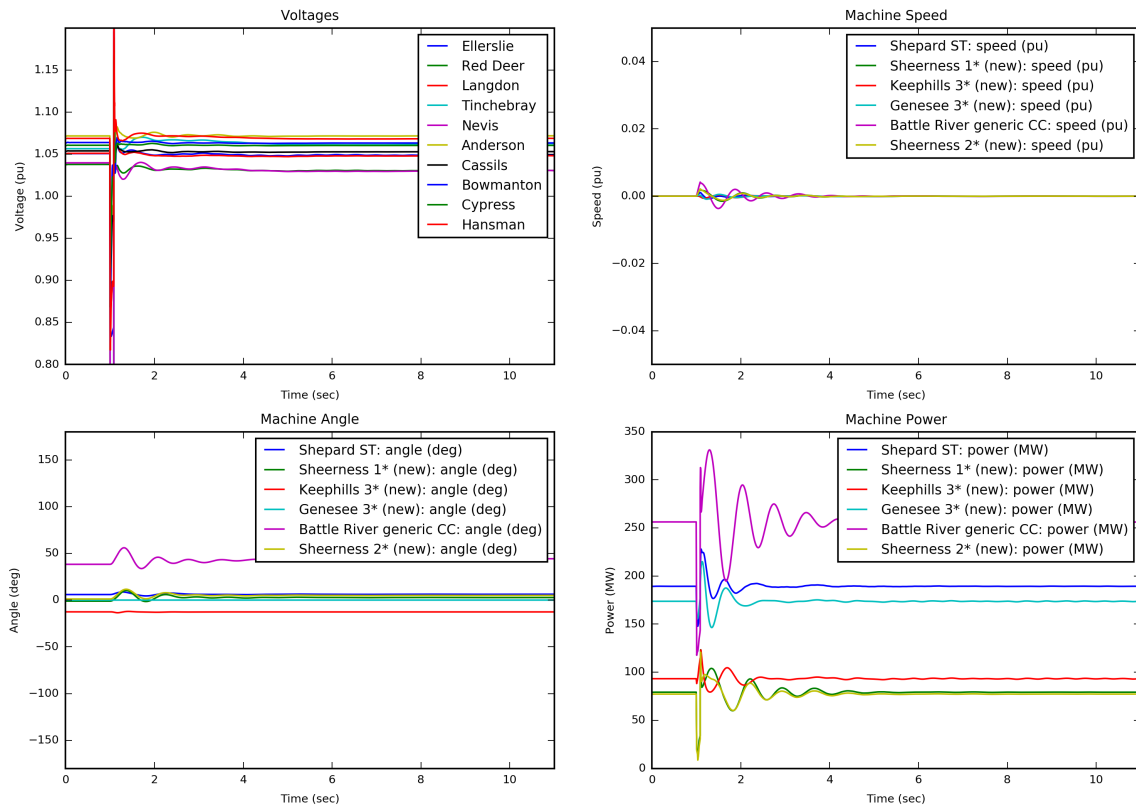 Voltages
1.15
1.10
1.05
1.00
0.95
0.90
0.85
0.80
Voltage (pu)
0
2
4
6
8
10
Time (sec)
Ellerslie
Red Deer
Langdon
Tinchebray
Nevis
Anderson
Cassils
Bowmanton
Cypress
Hansman
Machine Speed
0.04
0.02
0.00
−0.02
−0.04
Speed (pu)
0
2
4
6
8
10
Time (sec)
Shepard ST: speed (pu)
Sheerness 1* (new): speed (pu)
Keephills 3* (new): speed (pu)
Genesee 3* (new): speed (pu)
Battle River generic CC: speed (pu)
Sheerness 2* (new): speed (pu)
Machine Angle
150
100
50
0
−50
−100
−150
Angle (deg)
0
2
4
6
8
10
Time (sec)
Shepard ST: angle (deg)
Sheerness 1* (new): angle (deg)
Keephills 3* (new): angle (deg)
Genesee 3* (new): angle (deg)
Battle River generic CC: angle (deg)
Sheerness 2* (new): angle (deg)
Machine Power
350
300
250
200
150
100
50
0
Power (MW)
0
2
4
6
8
10
Time (sec)
Shepard ST: power (MW)
Sheerness 1* (new): power (MW)
Keephills 3* (new): power (MW)
Genesee 3* (new): power (MW)
Battle River generic CC: power (MW)
Sheerness 2* (new): power (MW)